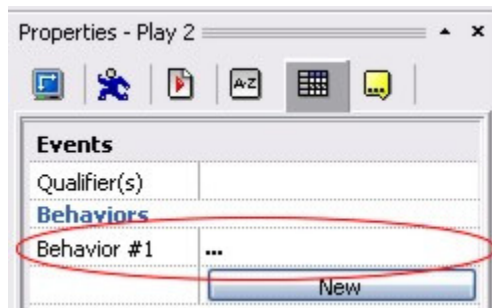 Properties - Play 2
A-Z
Events
Qualifier(s)
Behaviors
Behavior #1 ...
New